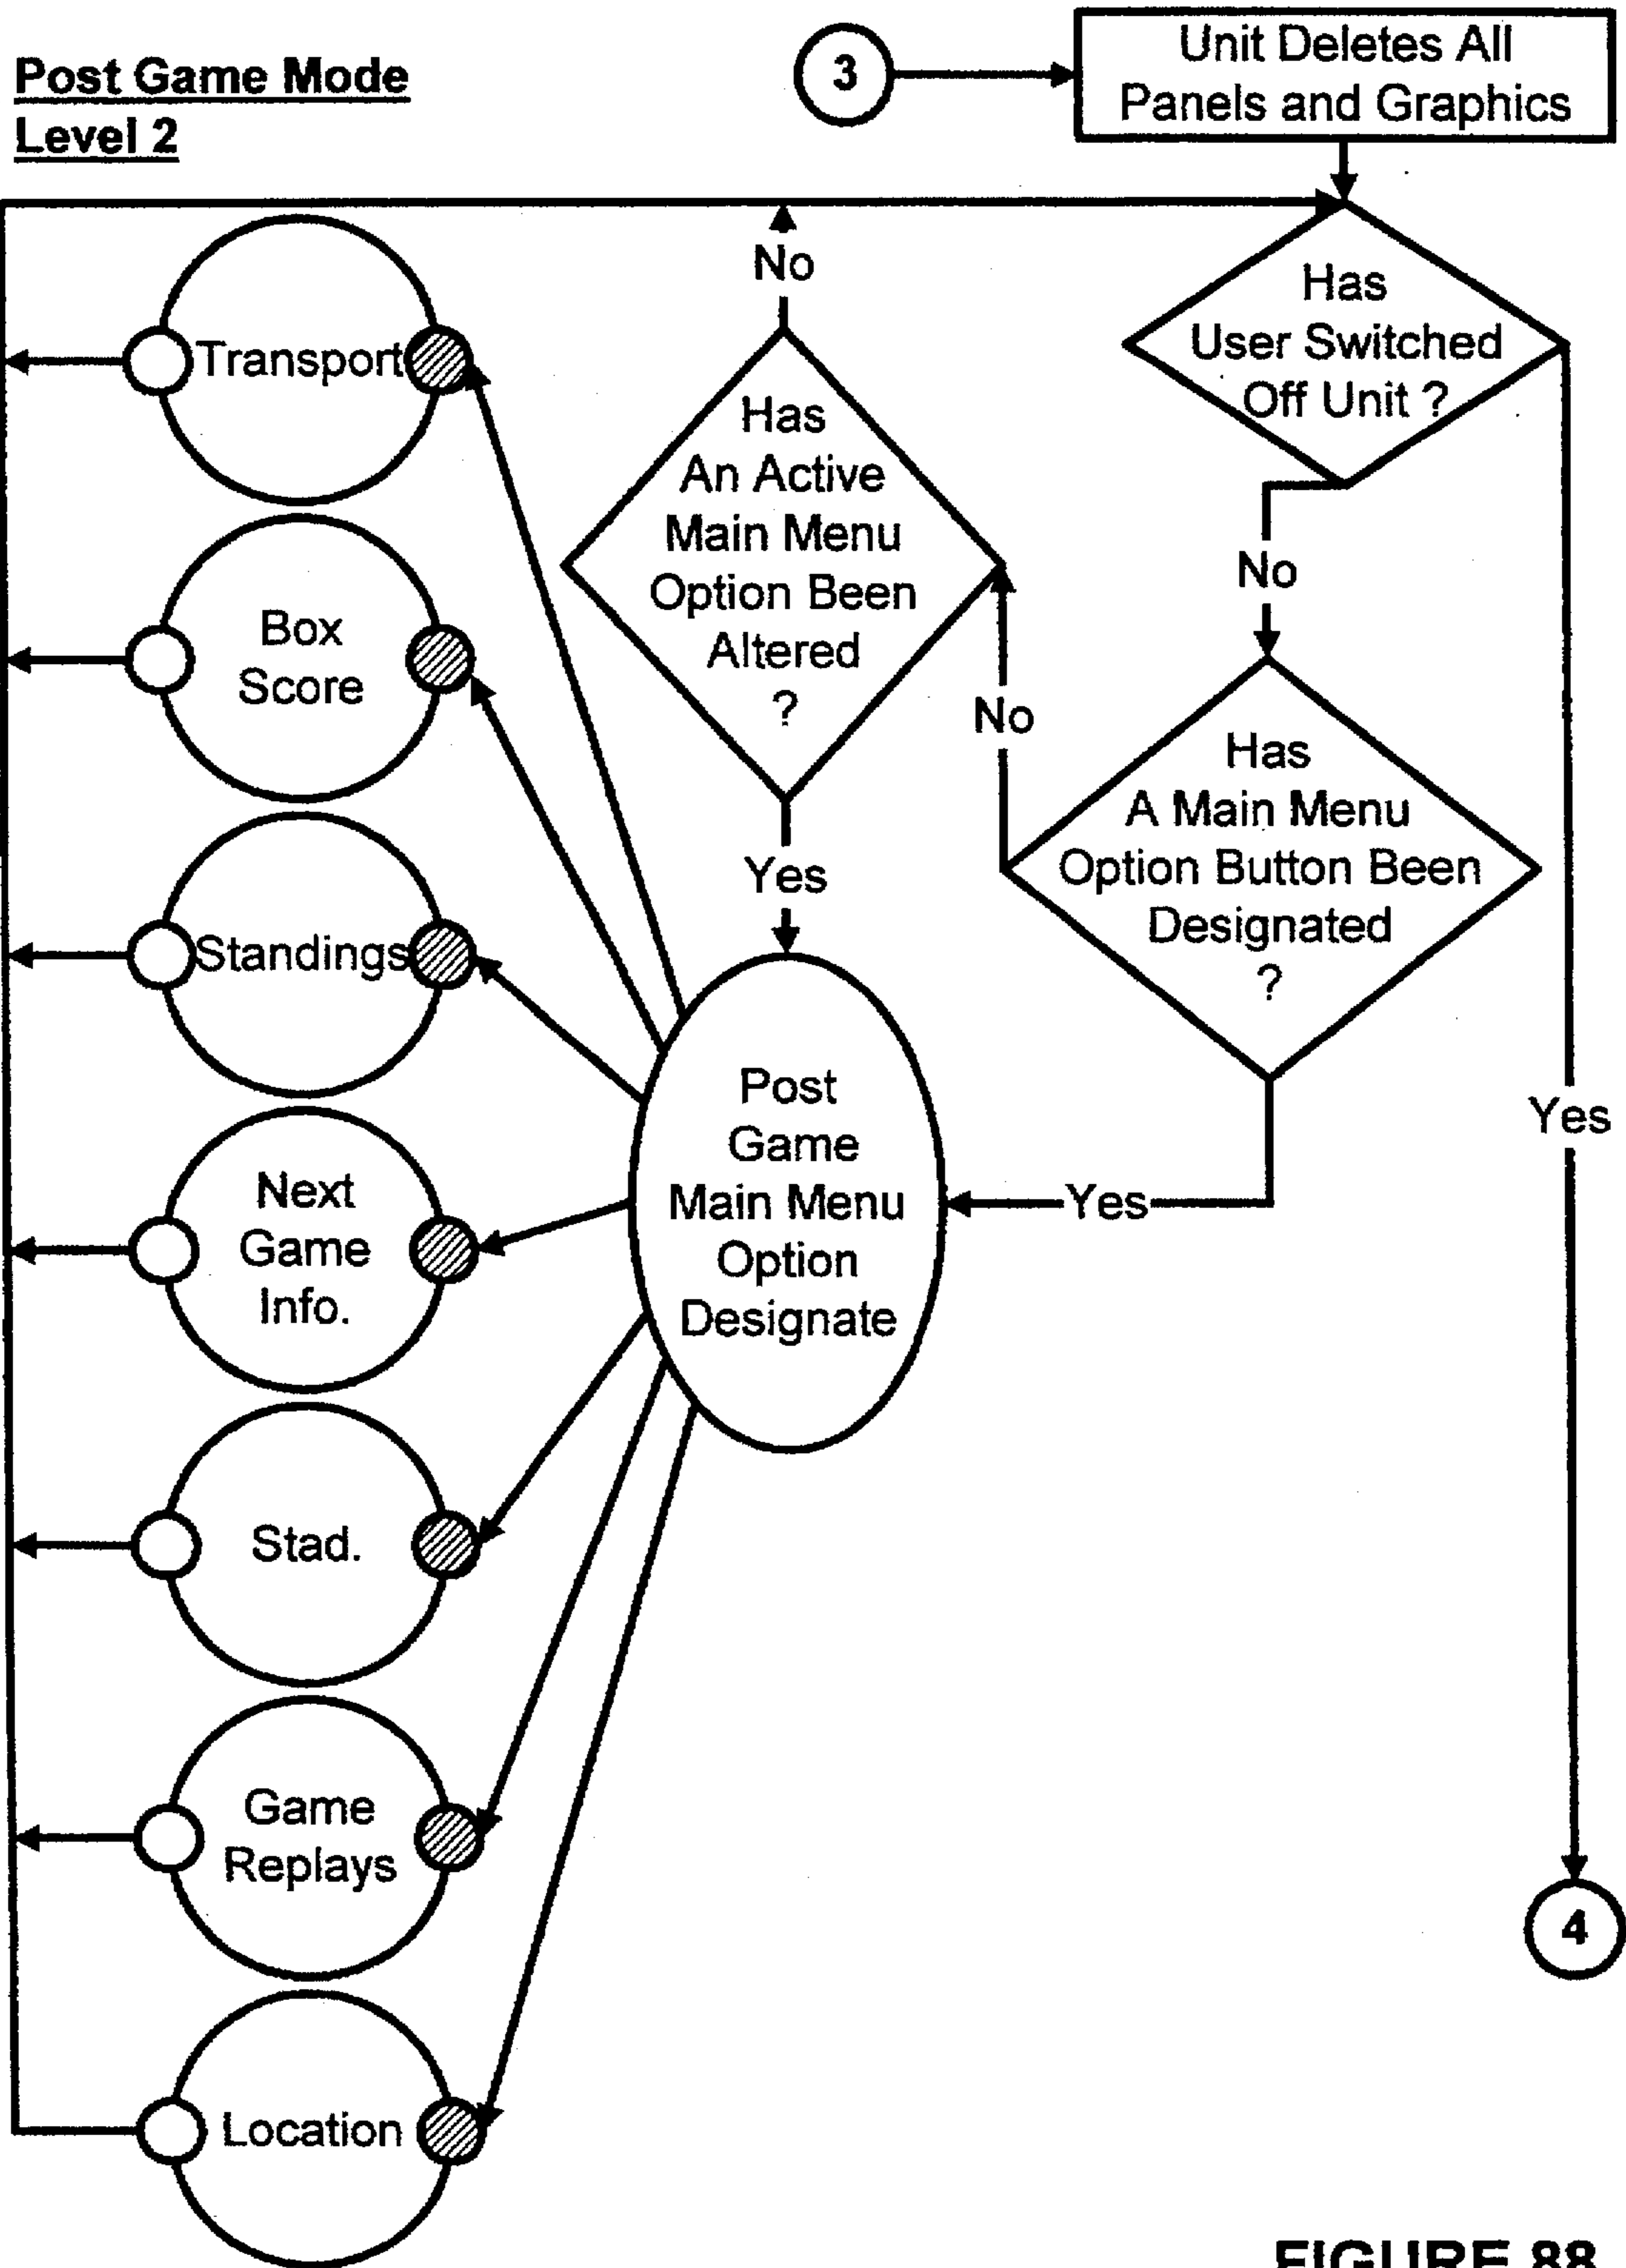 Post Game Mode
Level 2
3
Unit Deletes All
Panels and Graphics
Has
User Switched
Off Unit ?
No
Yes
Has
A Main Menu
Option Button Been
Designated
?
No
Yes
Has
An Active
Main Menu
Option Been
Altered
?
No
Yes
Post
Game
Main Menu
Option
Designate
Transport
Box
Score
Standings
Next
Game
Info.
Stad.
Game
Replays
Location
4
FIGURE 88